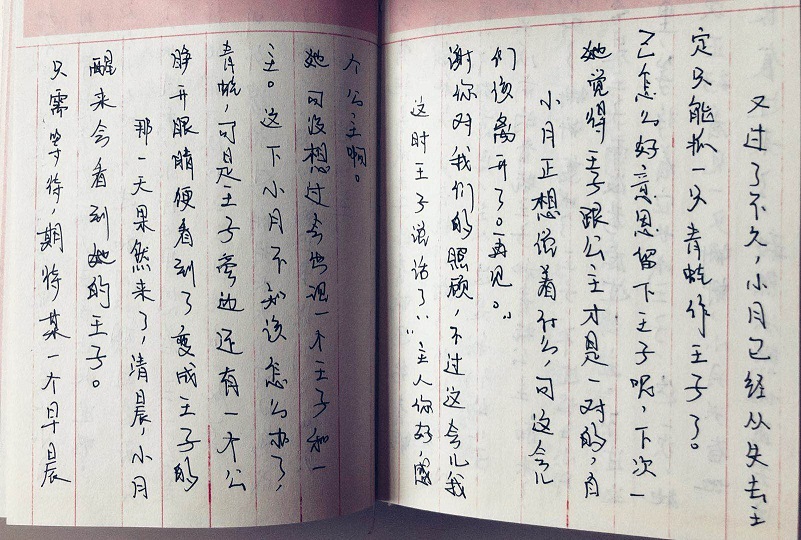 只需等待，期待某一个早晨
醒来会看到她的王子。
那一天果然来了，清晨，小月
睁开眼睛便看到了变成王子的
青蛙，可是王子旁边还有一个公
主。这下小月不知该怎么办了，
她可没想过会出现一个王子和一
个公主啊。
这时王子说话了：“主人你好，感
谢你对我们的照顾，不过这会儿我
们该离开了。再见。”
小月正想说着什么，可这会儿
她觉得王子跟公主才是一对的，自
己怎么好意思留下王子呢，下次一
定只能抓一只青蛙作王子了。
又过了不久，小月已经从失去王